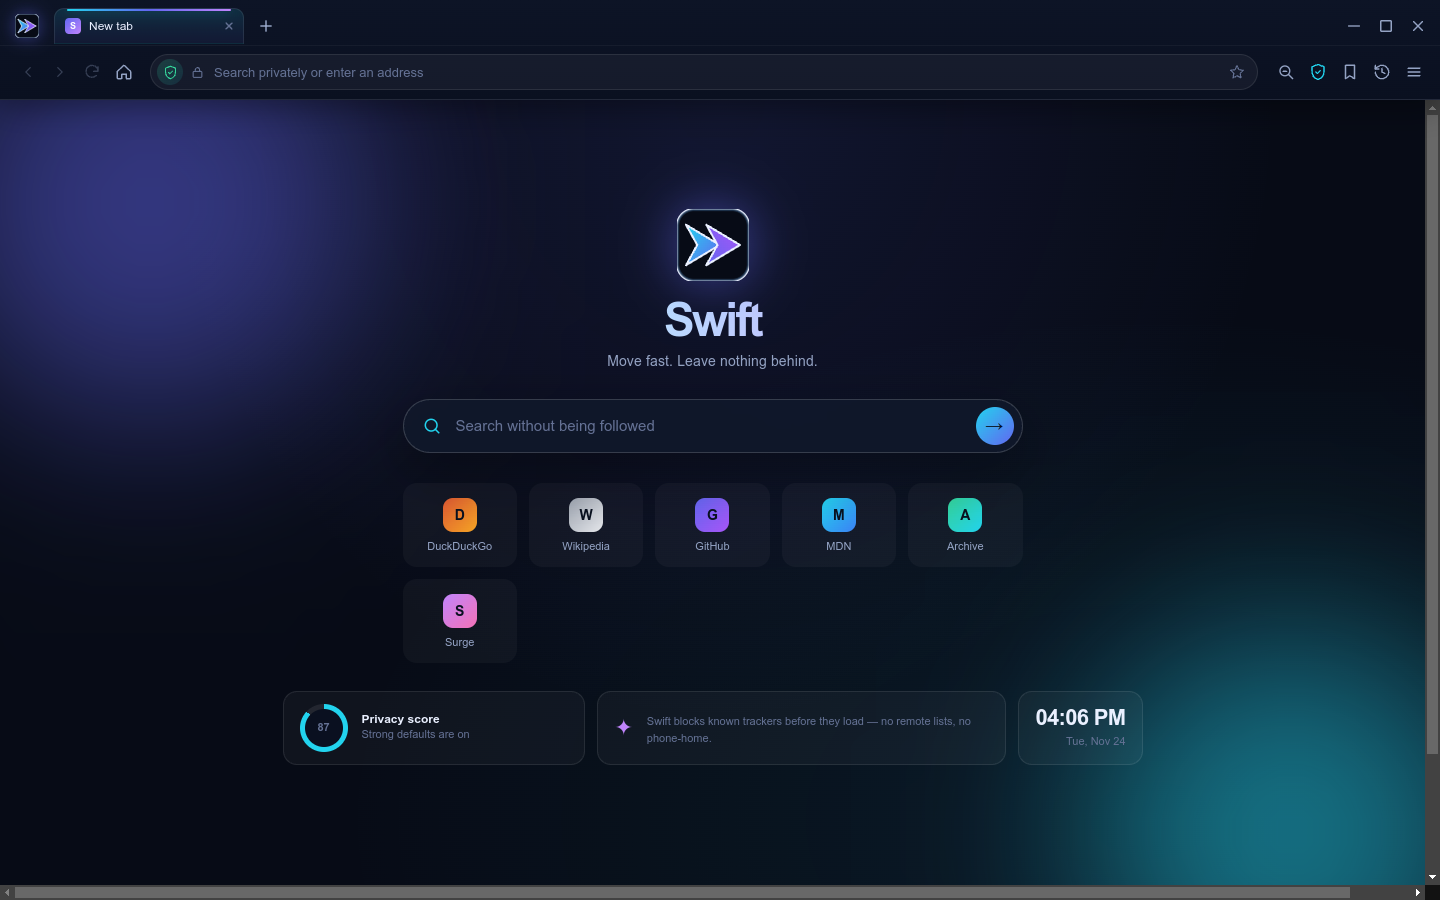 S New tab
Search privately or enter an address
Swift
Move fast. Leave nothing behind.
Search without being followed
D
W
G
M
A
DuckDuckGo
Wikipedia
GitHub
MDN
Archive
S
Surge
87
Privacy score
Strong defaults are on
Swift blocks known trackers before they load — no remote lists, no
phone-home.
04:06 PM
Tue, Nov 24